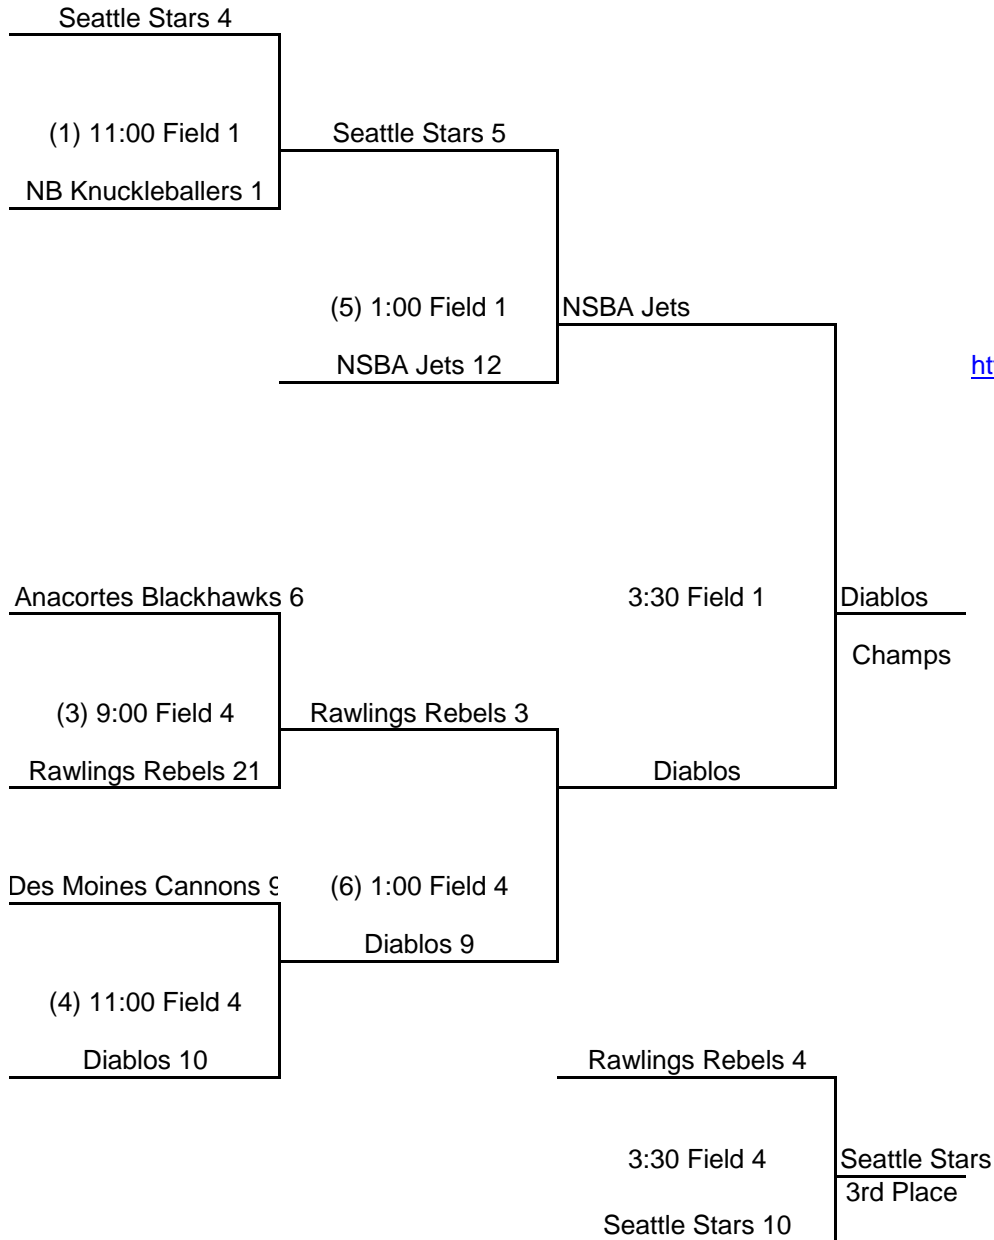 Seattle Stars 4
(1) 11:00 Field 1
Seattle Stars 5
NB Knuckleballers 1
(5) 1:00 Field 1
NSBA Jets
NSBA Jets 12
ht
Anacortes Blackhawks 6
3:30 Field 1
Diablos
Champs
(3) 9:00 Field 4
Rawlings Rebels 3
Rawlings Rebels 21
Diablos
Des Moines Cannons 9
(6) 1:00 Field 4
Diablos 9
(4) 11:00 Field 4
Diablos 10
Rawlings Rebels 4
3:30 Field 4
Seattle Stars
3rd Place
Seattle Stars 10